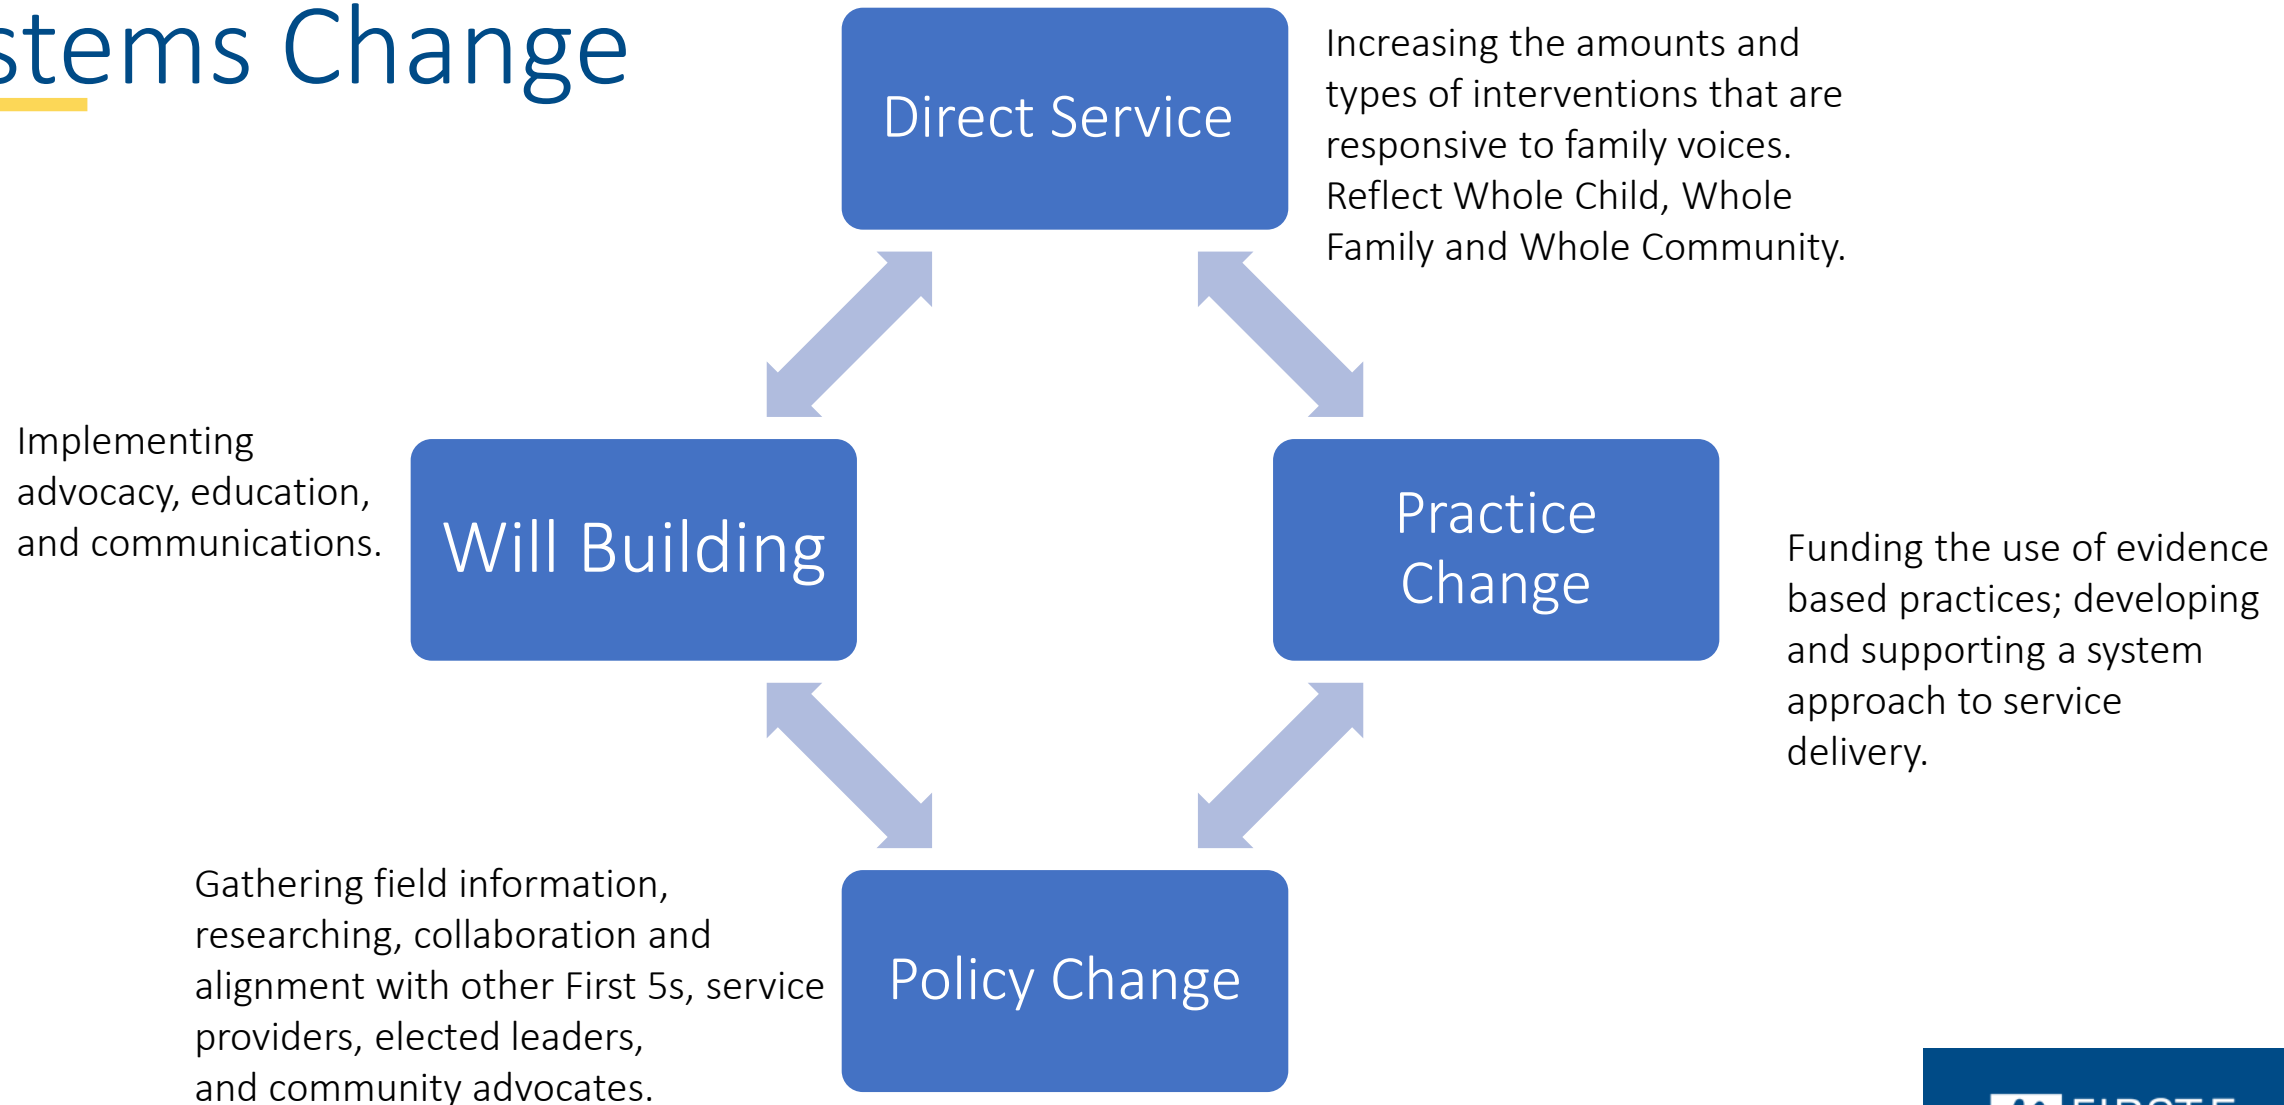 stems Change
Direct Service
Increasing the amounts and
types of interventions that are
responsive to family voices.
Reflect Whole Child, Whole
Family and Whole Community.
Implementing
advocacy, education,
and communications.
Will Building
Practice
Change
Funding the use of evidence
based practices; developing
and supporting a system
approach to service
delivery.
Gathering field information,
researching, collaboration and
alignment with other First 5s, service
providers, elected leaders,
and community advocates.
Policy Change